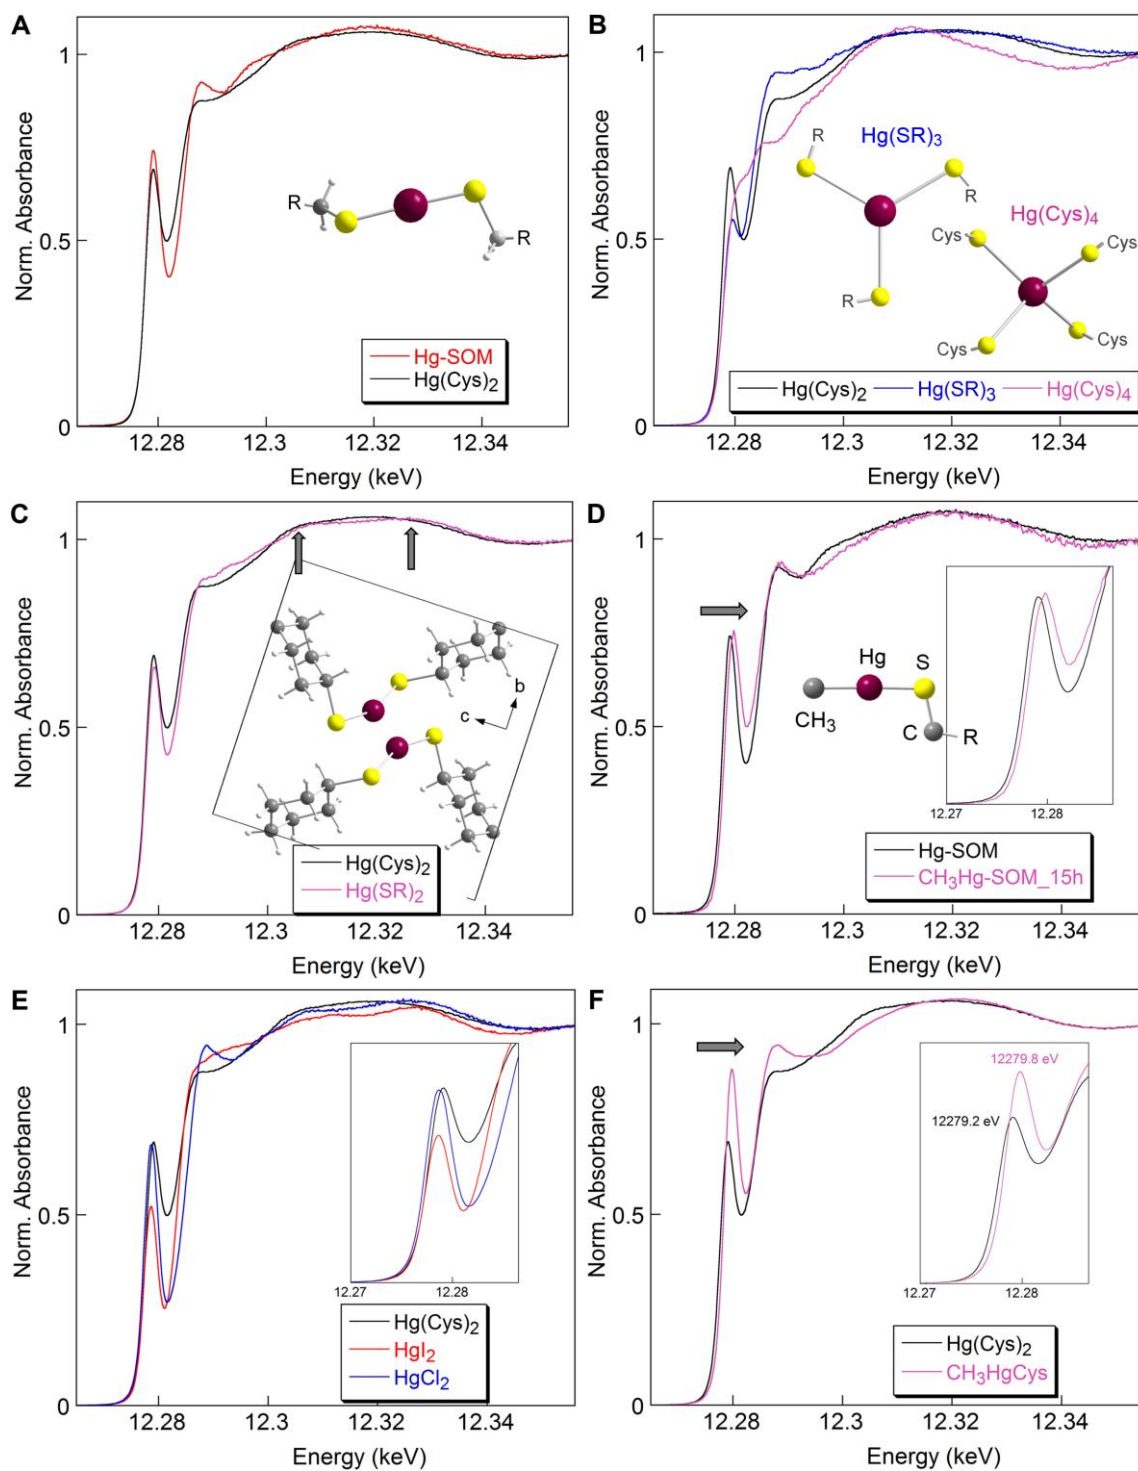 A
1
0.5
0
Norm. Absorbance
R
R
Hg-SOM
Hg(Cys)2
12.28
12.3
12.32
12.34
Energy (keV)
B
1
0.5
0
Norm. Absorbance
R
Hg(SR)3
R
R
Hg(Cys)4
Cys
Cys
Cys
Cys
Hg(Cys)2
Hg(SR)3
Hg(Cys)4
12.28
12.3
12.32
12.34
Energy (keV)
C
1
0.5
0
Norm. Absorbance
b
c
Hg(Cys)2
Hg(SR)2
12.28
12.3
12.32
12.34
Energy (keV)
D
1
0.5
0
Norm. Absorbance
Hg
S
CH3
C
R
12.27
12.28
Hg-SOM
CH3Hg-SOM_15h
12.28
12.3
12.32
12.34
Energy (keV)
E
1
0.5
0
Norm. Absorbance
12.27
12.28
Hg(Cys)2
HgI2
HgCl2
12.28
12.3
12.32
12.34
Energy (keV)
F
1
0.5
0
Norm. Absorbance
12279.8 eV
12279.2 eV
12.27
12.28
Hg(Cys)2
CH3HgCys
12.28
12.3
12.32
12.34
Energy (keV)